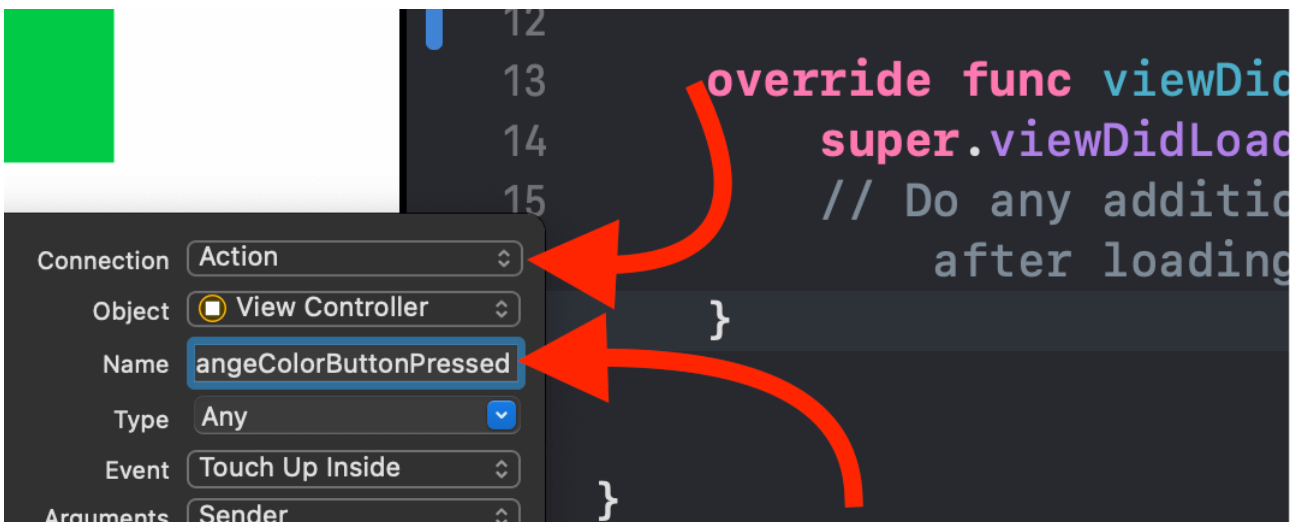 12
13 override func viewDid
14 super.viewDidLoad
15 // Do any additio
after loading
}
}
Connection Action
Object View Controller
Name angeColorButtonPressed
Type Any
Event Touch Up Inside
Arguments Sender